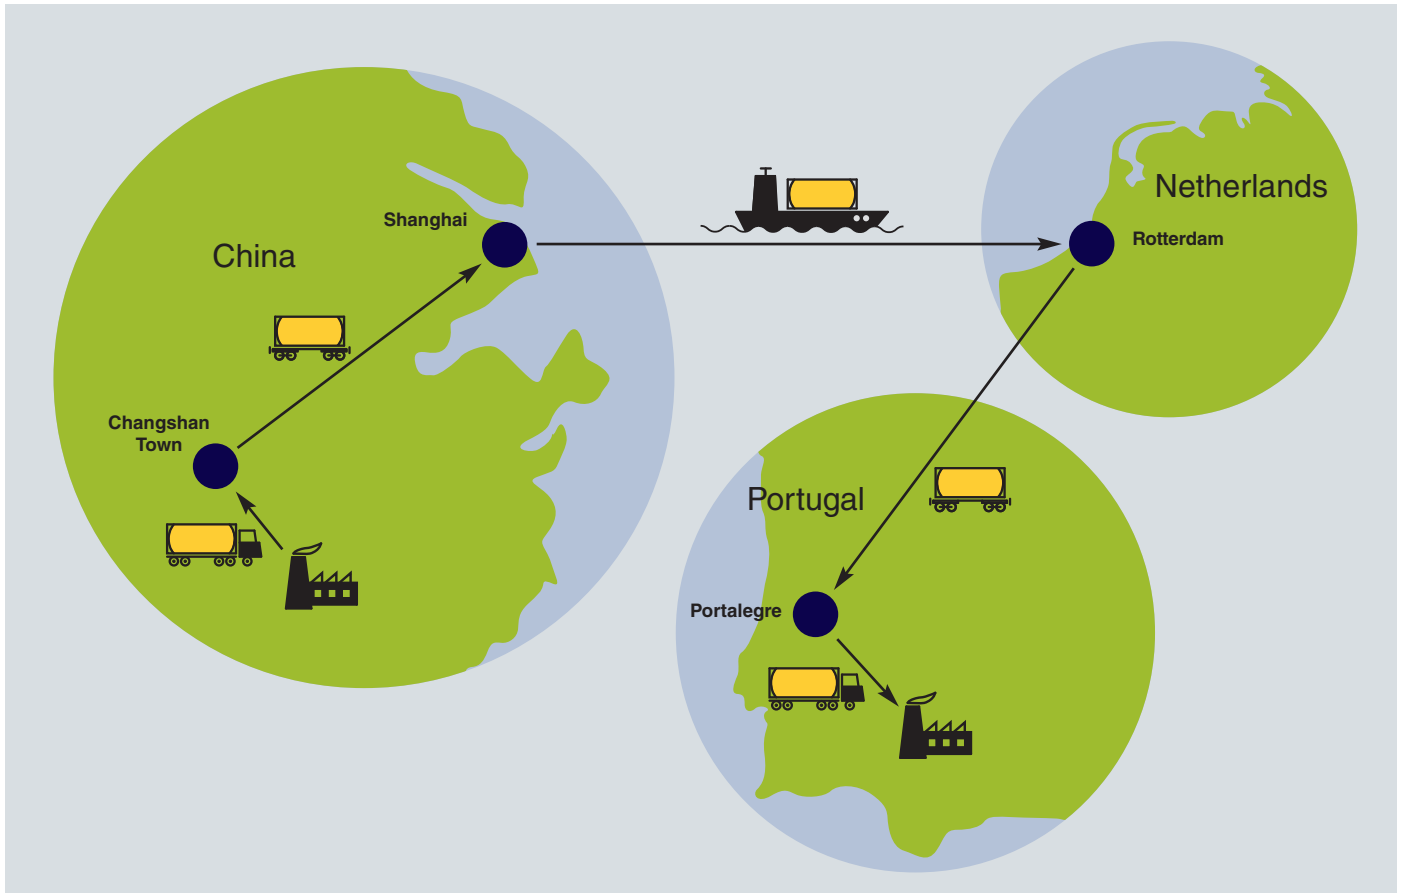 China
Shanghai
Changshan
Town
Netherlands
Rotterdam
Portugal
Portalegre